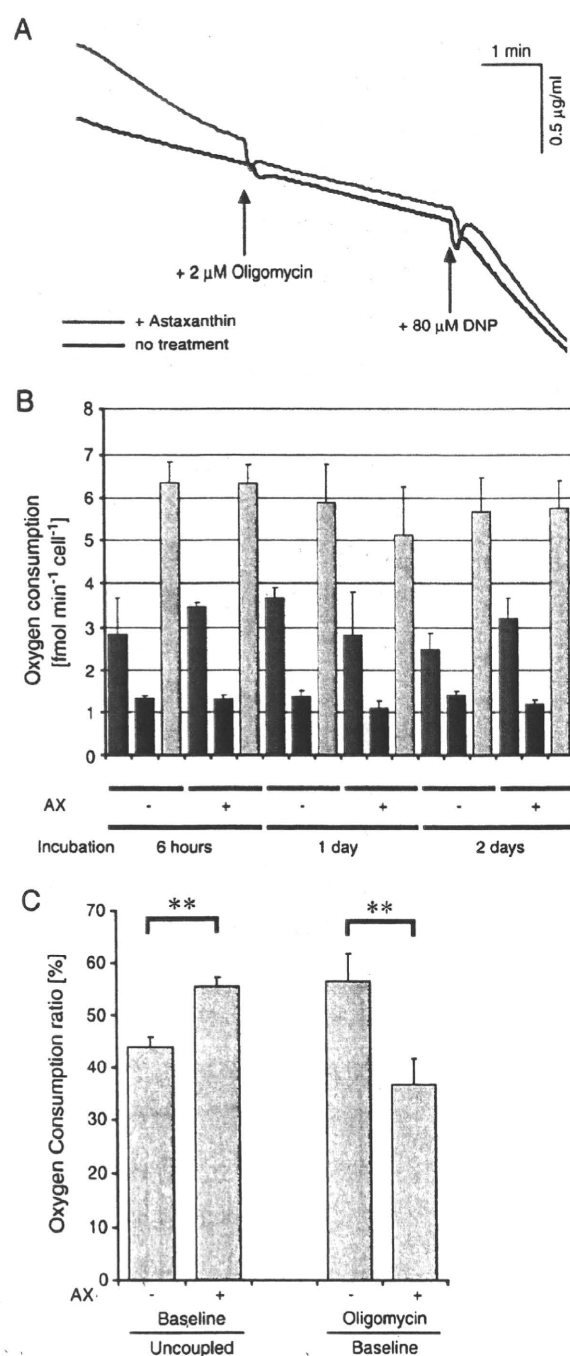 A
1 min
0.5 μg/ml
+ 2 μM Oligomycin
+ 80 μM DNP
+ Astaxanthin
no treatment
B
Oxygen consumption
[fmol min-1 cell-1]
8
7
6
5
4
3
2
1
0
AX - + - + - +
Incubation 6 hours 1 day 2 days
C
Oxygen Consumption ratio [%]
70
60
50
40
30
20
10
0
** **
AX - + - +
Baseline Oligomycin
Uncoupled Baseline